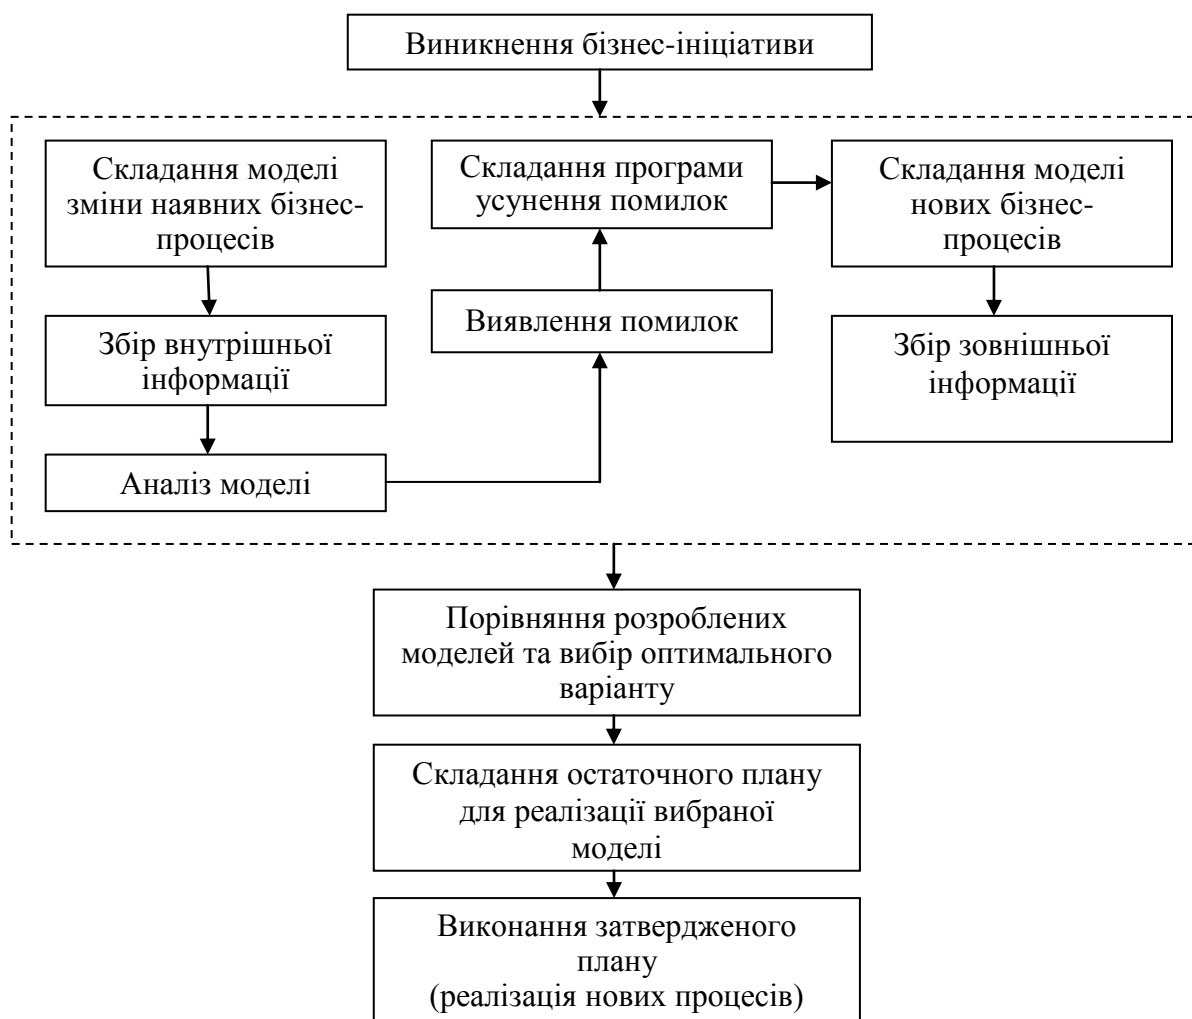 Виникнення бізнес-ініціативи
Складання моделі
зміни наявних бізнес-
процесів
Збір внутрішньої
інформації
Аналіз моделі
Складання програми
усунення помилок
Виявлення помилок
Складання моделі
нових бізнес-
процесів
Збір зовнішньої
інформації
Порівняння розроблених
моделей та вибір оптимального
варіанту
Складання остаточного плану
для реалізації вибраної
моделі
Виконання затвердженого
плану
(реалізація нових процесів)